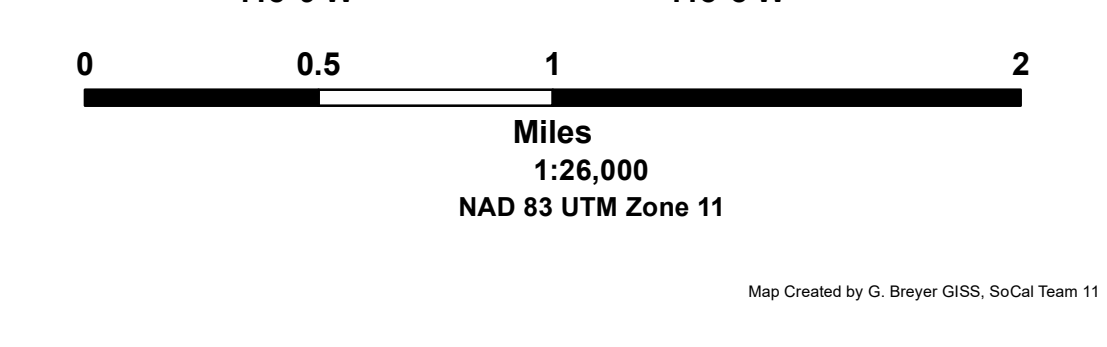 0 0.5 1 2
Miles
1:26,000
NAD 83 UTM Zone 11
Map Created by G. Breyer GISS, SoCal Team 11